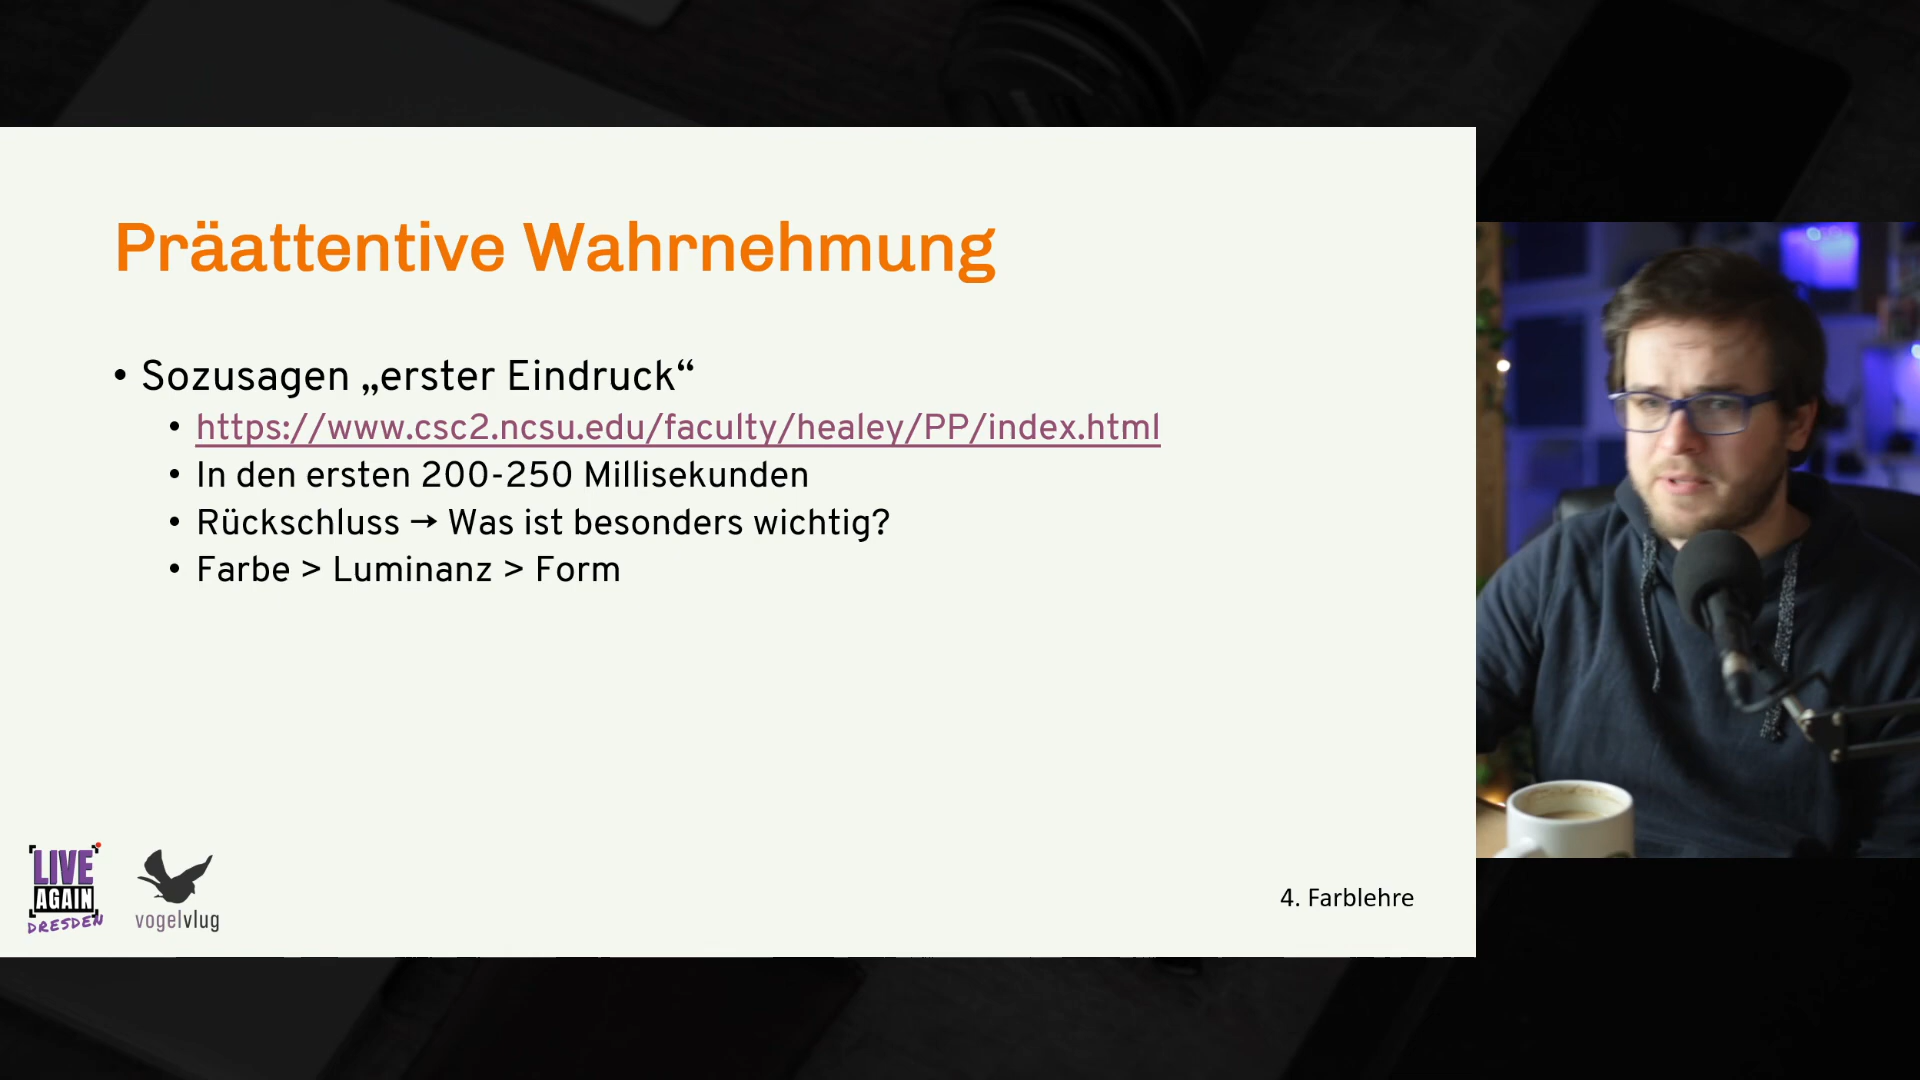 Präattentive Wahrnehmung
• Sozusagen „erster Eindruck“
• https://www.csc2.ncsu.edu/faculty/healey/PP/index.html
• In den ersten 200-250 Millisekunden
• Rückschluss → Was ist besonders wichtig?
• Farbe > Luminanz > Form
LIVE
AGAIN
DRESDEN
vogelvlug
4. Farblehre